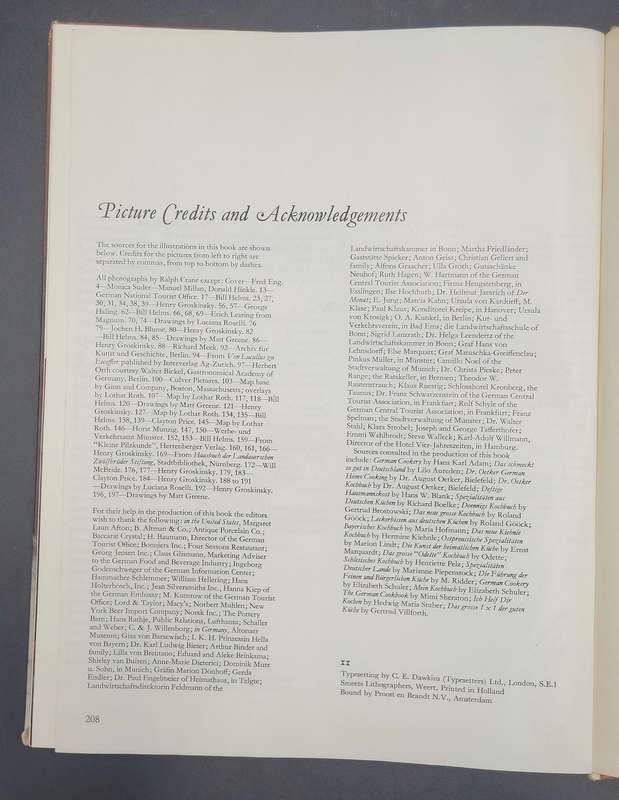 Picture Credits and Acknowledgements
The sources for the illustrations in this book are shown
below. Credits for the pictures from left to right are
separated by commas, from top to bottom by dashes.
All photographs by Ralph Crane except: Cover—Fred Eng.
4—Monica Suder—Manuel Millan, Donald Hinkle. 13—
German National Tourist Office. 17—Bill Helms. 23, 27,
30, 31, 34, 38, 39—Henry Groskinsky. 56, 57—George
Haling. 62—Bill Helms. 66, 68, 69—Erich Lessing from
Magnum. 70, 74—Drawings by Luciana Roselli. 76
79—Jochen H. Blume. 80—Henry Groskinsky. 82
—Bill Helms. 84, 85—Drawings by Matt Greene. 86—
Henry Groskinsky. 88—Richard Meek. 92—Archiv für
Kunst und Geschichte, Berlin. 94—From Von Lucullus zu
Escoffier published by Interverlag Ag-Zurich. 97—Herbert
Orth courtesy Walter Bickel, Gastronomical Academy of
Germany, Berlin. 100—Culver Pictures. 103—Map base
by Ginn and Company, Boston, Massachusetts; overlays
by Lothar Roth. 107—Map by Lothar Roth. 117, 118—Bill
Helms. 120—Drawings by Matt Greene. 121—Henry
Groskinsky. 127—Map by Lothar Roth. 134, 135—Bill
Helms. 138, 139—Clayton Price. 145—Map by Lothar
Roth. 146—Horst Munzig. 147, 150—Werbe- und
Verkehrsamt Münster. 152, 153—Bill Helms. 159—From
"Kleine Pilzkunde", Herrenberger Verlag. 160, 161, 166—
Henry Groskinsky. 169—From Hausbuch der Landauerschen
Zwölfbrüder Stiftung, Stadtbibliothek, Nürnberg. 172—Will
McBride. 176, 177—Henry Groskinsky. 179, 183—
Clayton Price. 184—Henry Groskinsky. 188 to 191
—Drawings by Luciana Roselli. 192—Henry Groskinsky.
196, 197—Drawings by Matt Greene.
For their help in the production of this book the editors
wish to thank the following: in the United States, Margaret
Laun Afton; B. Altman & Co.; Antique Porcelain Co.;
Baccarat Crystal; H. Baumann, Director of the German
Tourist Office; Bonniers Inc.; Four Seasons Restaurant;
Georg Jensen Inc.; Claus Ghimann, Marketing Adviser
to the German Food and Beverage Industry; Ingeborg
Godenschweger of the German Information Center;
Hammacher-Schlemmer; William Hellering; Hans
Holterbosch, Inc.; Jean Silversmiths Inc.; Hanna Kiep of
the German Embassy; M. Kumrow of the German Tourist
Office; Lord & Taylor; Macy's; Norbert Muhlen; New
York Beer Import Company; Norsk Inc.; The Pottery
Barn; Hans Rathje, Public Relations, Lufthansa; Schaller
and Weber; C. & J. Willenborg; in Germany, Altonaer
Museum; Gisa von Barsewisch; I. K. H. Prinzessin Hella
von Bayern; Dr. Karl Ludwig Bieser; Arthur Binder and
family; Lilla von Brentano; Eduard and Aleke Brinkama;
Shirley van Buiren; Anne-Marie Dieterici; Dominik Murr
u. Sohn, in Munich; Gräfin Marion Dönhoff; Gerda
Endler; Dr. Paul Engelmeier of Heimathaus, in Telgte;
Landwirtschaftsdirektorin Feldmann of the
Landwirtschaftskammer in Bonn; Martha Friedländer;
Gaststätte Spicker; Anton Geiss; Christian Gellert and
family; Alfons Graacher; Ulla Groth; Gutsschänke
Neuhof; Ruth Hagen; W. Hartmann of the German
Central Tourist Association; Firma Hengstenberg, in
Esslingen; Ilse Hochhuth; Dr. Hellmut Jaesrich of Der
Monat; E. Jung; Marcia Kahn; Ursula von Kardorff; M.
Klase; Paul Klaus; Konditorei Kreipe, in Hanover; Ursula
von Krosigk; O. A. Kunkel, in Berlin; Kur- und
Verkehrsverein, in Bad Ems; die Landwirtschaftsschule of
Bonn; Sigrid Lanzrath; Dr. Helga Leendertz of the
Landwirtschaftskammer in Bonn; Graf Hans von
Lehndorff; Else Marquart; Graf Matuschka-Greiffenclau;
Pinkus Müller, in Münster; Camilli Noel of the
Stadtverwaltung of Munich; Dr. Christa Pieske; Peter
Range; the Ratskeller, in Bremen; Theodor W.
Rautenstrauch; Klaus Raestig; Schlosshotel Kronberg, the
Taunus; Dr. Franz Schwarzenstein of the German Central
Tourist Association, in Frankfurt; Rolf Schyle of the
German Central Tourist Association; in Frankfurt; Franz
Spelman; the Stadtverwaltung of Münster; Dr. Walter
Stahl; Klara Strobel; Joseph and George Tafferthofer;
Emmi Wahlbrodt; Steve Walleck; Karl-Adolf Willmann,
Director of the Hotel Vier-Jahreszeiten, in Hamburg.
Sources consulted in the production of this book
include: German Cookery by Hans Karl Adam; Das schmeckt
so gut in Deutschland by Lilo Aureden; Dr. Oetker German
Home Cooking by Dr. August Oetker, Bielefeld; Dr. Oetker
Kochbuch by Dr. August Oetker, Bielefeld; Deftige
Hausmannskost by Hans W. Blank; Spezialitäten aus
Deutschen Küchen by Richard Boelke; Doennigs Kochbuch by
Gertrud Brostowski; Das neue grosse Kochbuch by Roland
Gööck; Leckerbissen aus deutschen Küchen by Roland Gööck;
Bayerisches Kochbuch by Maria Hofmann; Das neue Kiehnle
Kochbuch by Hermine Kiehnle; Ostpreussische Spezialitäten
by Marion Lindt; Die Kunst der heimatlichen Küche by Ernst
Marquardt; Das grosse "Odette" Kochbuch by Odette;
Schlesisches Kochbuch by Henriette Pelz; Spezialitäten
Deutscher Lande by Marianne Piepenstock; Die Führung der
Feinen und Bürgerlichen Küche by M. Ridder; German Cookery
by Elizabeth Schuler; Mein Kochbuch by Elizabeth Schuler;
The German Cookbook by Mimi Sheraton; Ich Helf Dir
Kochen by Hedwig Maria Stuber; Das grosse 1 x 1 der guten
Küche by Gertrud Villforth.
II
Typesetting by C. E. Dawkins (Typesetters) Ltd., London, S.E.1
Smeets Lithographers, Weert. Printed in Holland
Bound by Proost en Brandt N.V., Amsterdam
208